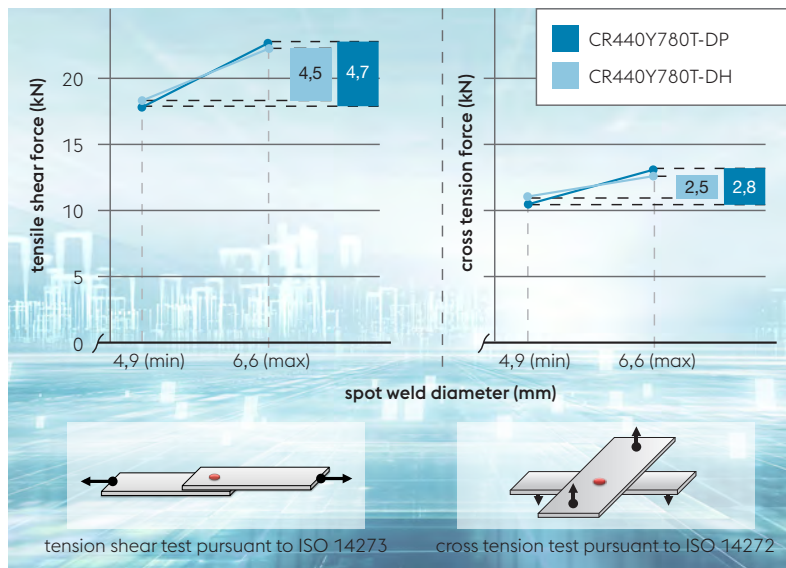 CR440Y780T-DP
CR440Y780T-DH
tensile shear force (kN)
20
15
10
5
0
4,5
4,7
4,9 (min)
6,6 (max)
cross tension force (kN)
2,5
2,8
4,9 (min)
6,6 (max)
spot weld diameter (mm)
tension shear test pursuant to ISO 14273
cross tension test pursuant to ISO 14272